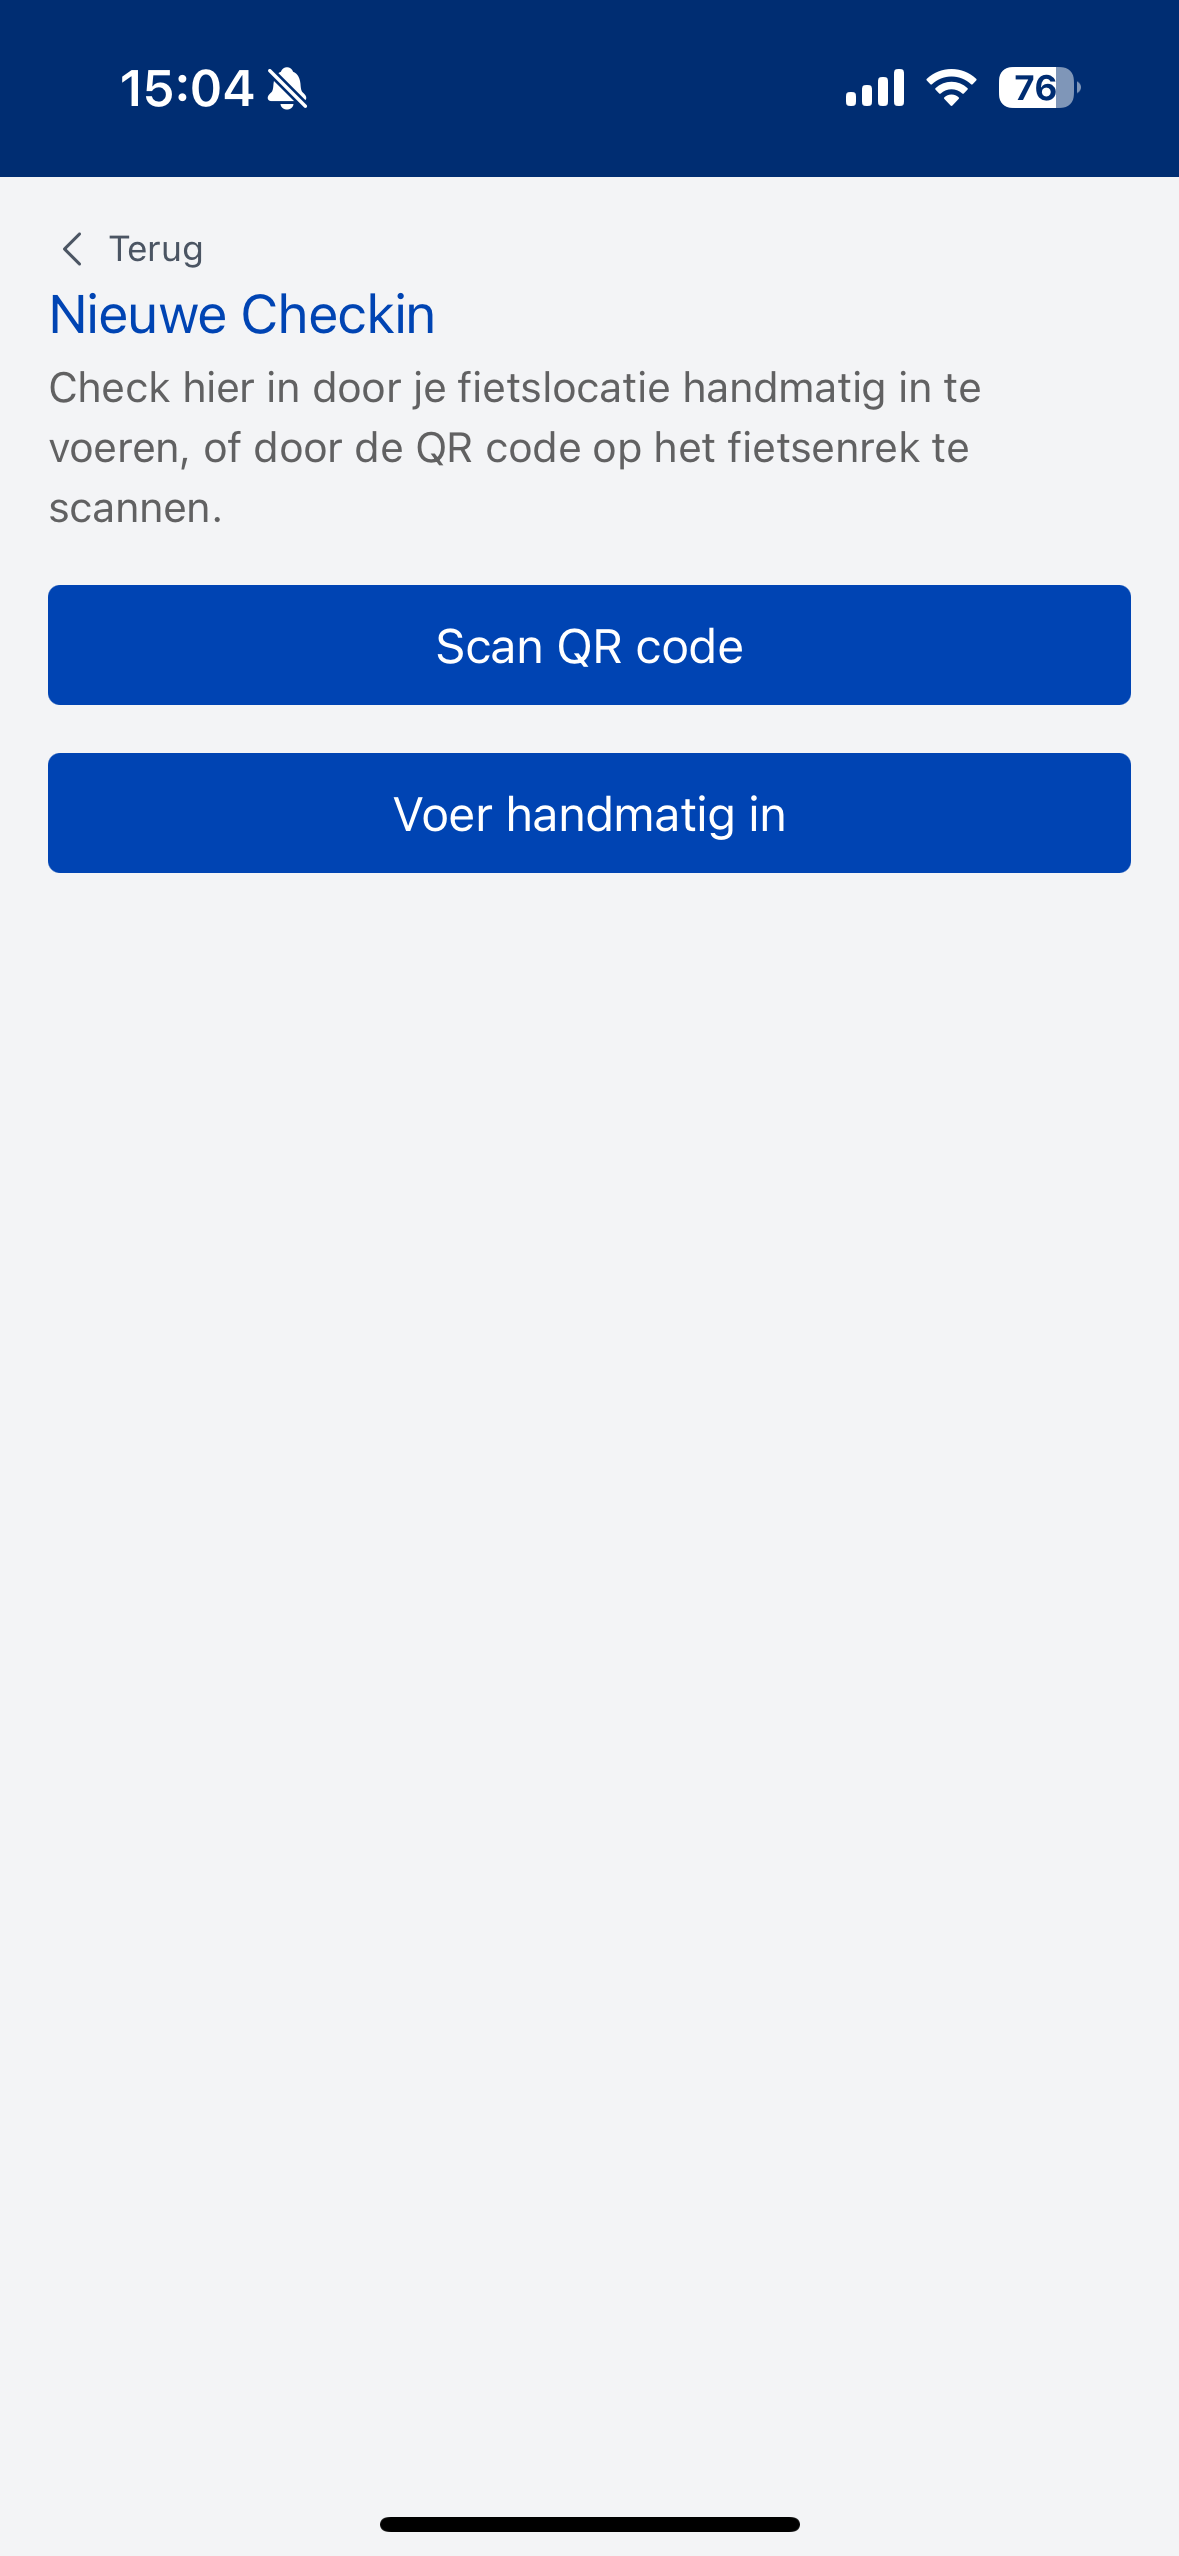 15:04
76
Terug
Nieuwe Checkin
Check hier in door je fietslocatie handmatig in te
voeren, of door de QR code op het fietsenrek te
scannen.
Scan QR code
Voer handmatig in